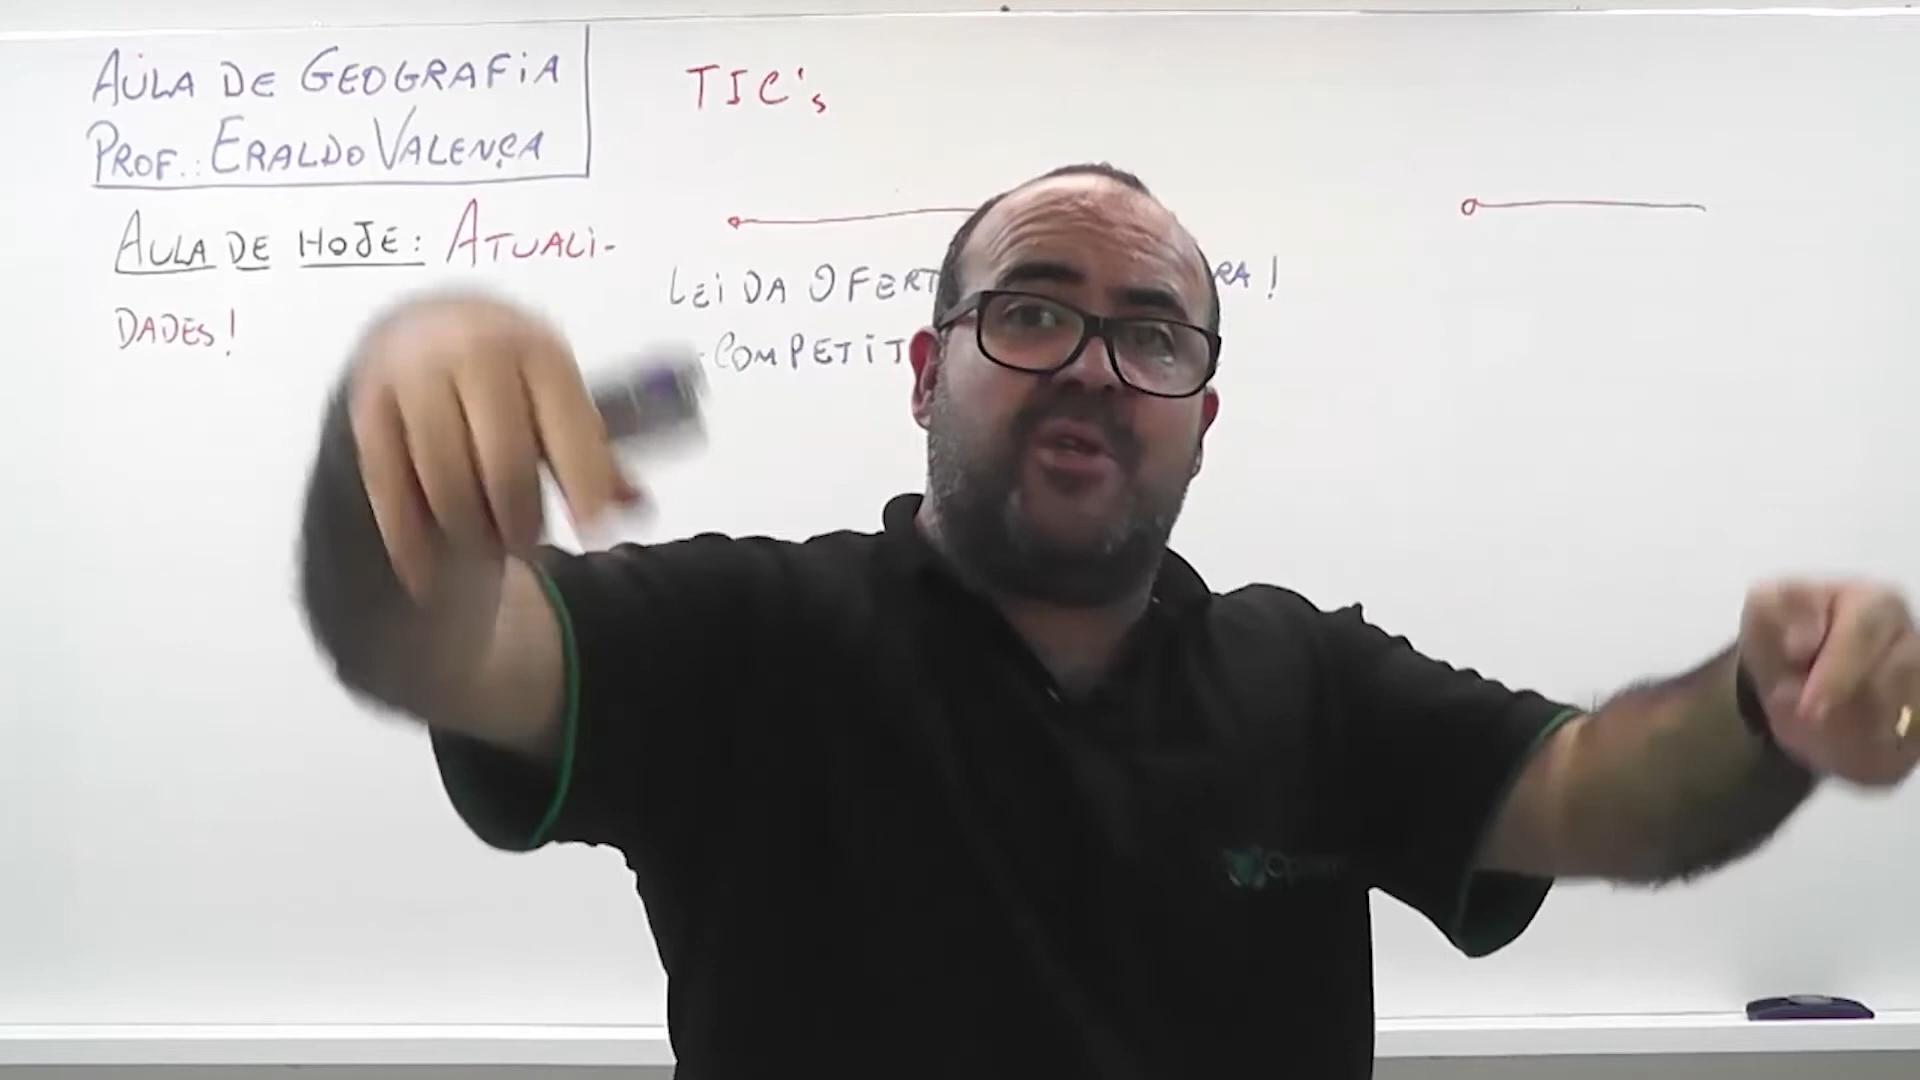 AULA DE GEOGRAFIA
PROF.: ERALDO VALENÇA
AULA DE HOJE: ATUALI-
DADES!
TIC's
LEI DA OFERT RA!
-COMPETIT